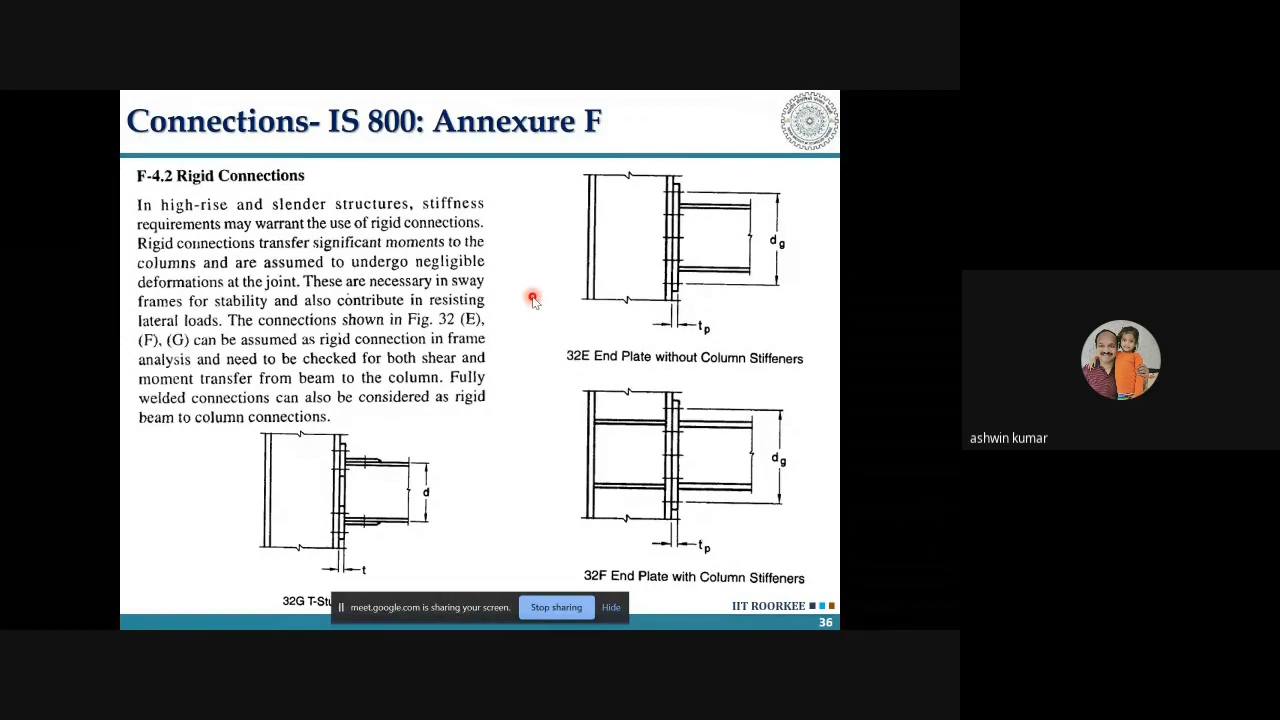 Connections- IS 800: Annexure F
F-4.2 Rigid Connections
In high-rise and slender structures, stiffness
requirements may warrant the use of rigid connections.
Rigid connections transfer significant moments to the
columns and are assumed to undergo negligible
deformations at the joint. These are necessary in sway
frames for stability and also contribute in resisting
lateral loads. The connections shown in Fig. 32 (E),
(F), (G) can be assumed as rigid connection in frame
analysis and need to be checked for both shear and
moment transfer from beam to the column. Fully
welded connections can also be considered as rigid
beam to column connections.
d
t
32G T-Stu
dg
tp
32E End Plate without Column Stiffeners
dg
tp
32F End Plate with Column Stiffeners
meet.google.com is sharing your screen.
Stop sharing
Hide
IIT ROORKEE
36
ashwin kumar